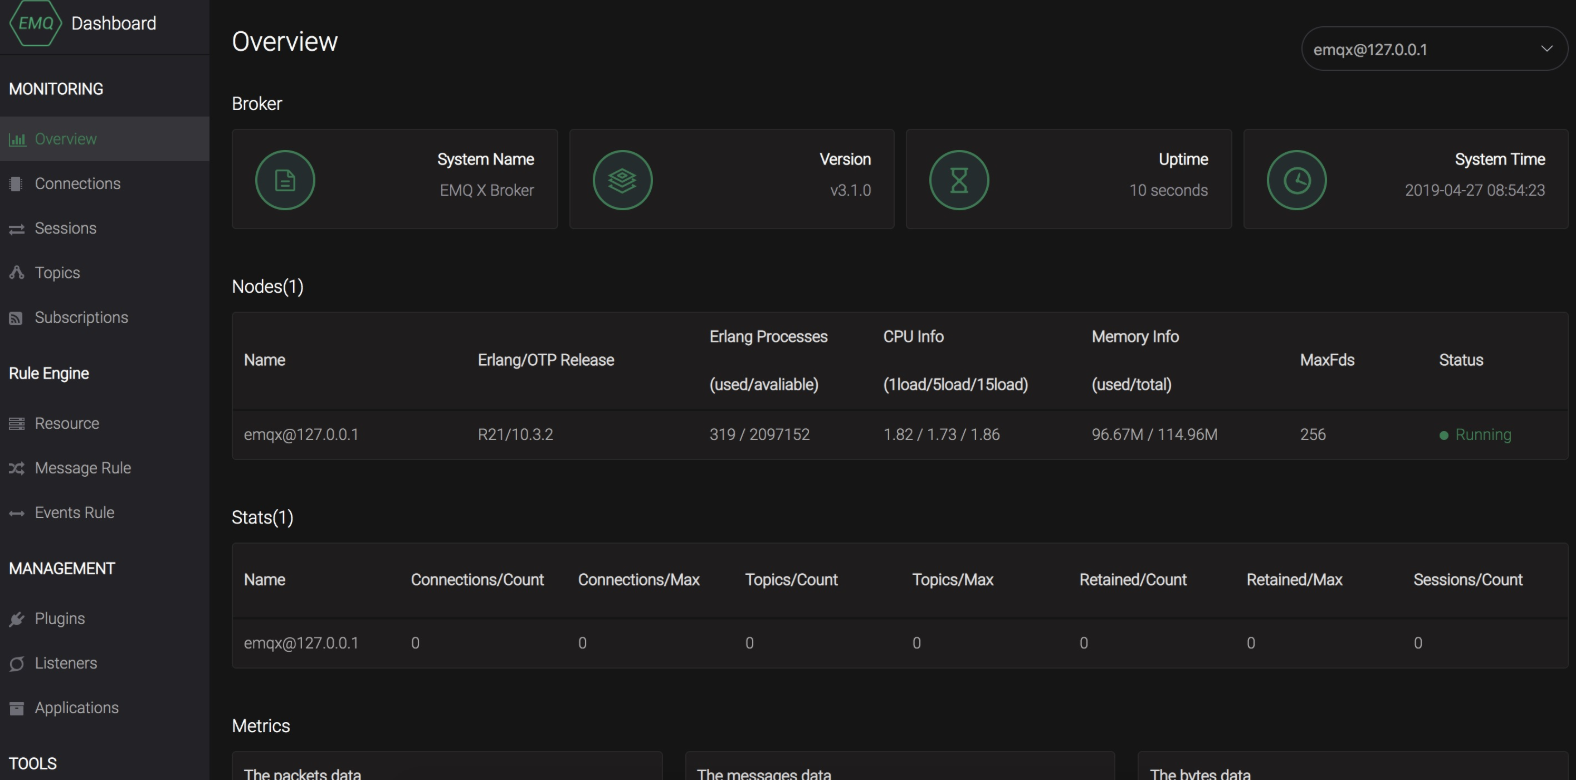 EMQ Dashboard
MONITORING
Overview
Connections
Sessions
Topics
Subscriptions
Rule Engine
Resource
Message Rule
Events Rule
MANAGEMENT
Plugins
Listeners
Applications
TOOLS
Overview
emqx@127.0.0.1
Broker
System Name
EMQ X Broker
Version
v3.1.0
Uptime
10 seconds
System Time
2019-04-27 08:54:23
Nodes(1)
Name Erlang/OTP Release Erlang Processes (used/avaliable) CPU Info (1load/5load/15load) Memory Info (used/total) MaxFds Status
emqx@127.0.0.1 R21/10.3.2 319 / 2097152 1.82 / 1.73 / 1.86 96.67M / 114.96M 256 Running
Stats(1)
Name Connections/Count Connections/Max Topics/Count Topics/Max Retained/Count Retained/Max Sessions/Count
emqx@127.0.0.1 0 0 0 0 0 0 0
Metrics
The packets data
The messages data
The bytes data